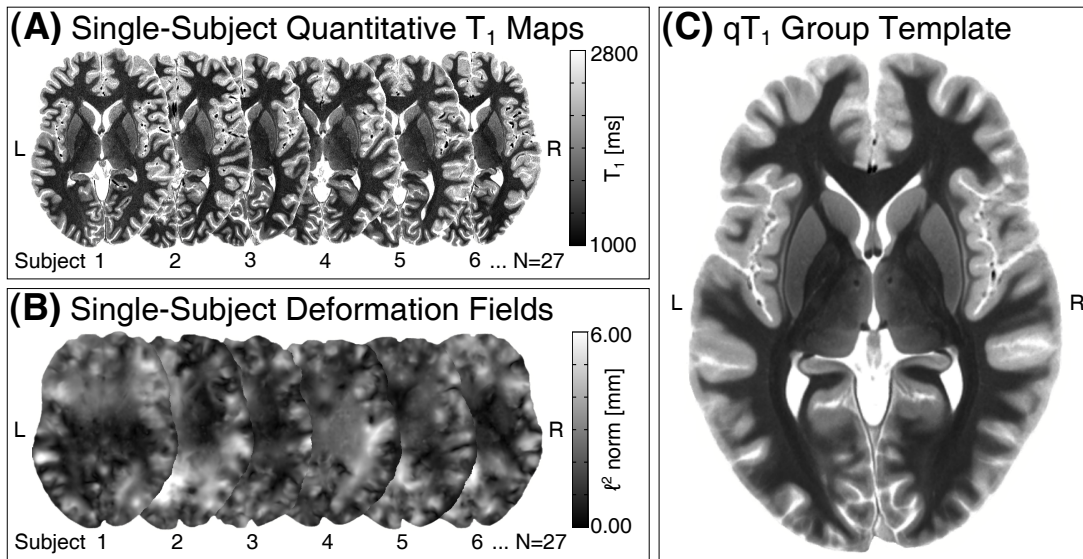 (A) Single-Subject Quantitative T₁ Maps
2800
T₁ [ms]
1000
L
R
Subject 1 2 3 4 5 6 ... N=27
(B) Single-Subject Deformation Fields
6.00
ℓ² norm [mm]
0.00
L
R
Subject 1 2 3 4 5 6 ... N=27
(C) qT₁ Group Template
L
R